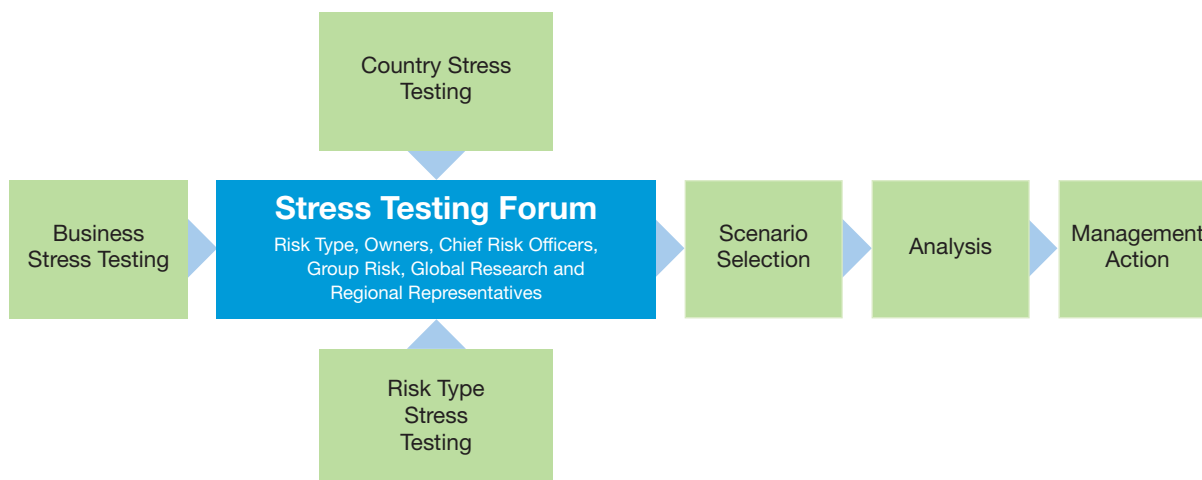 Country Stress
Testing
Business
Stress Testing
Stress Testing Forum
Risk Type, Owners, Chief Risk Officers,
Group Risk, Global Research and
Regional Representatives
Scenario
Selection
Analysis
Management
Action
Risk Type
Stress
Testing